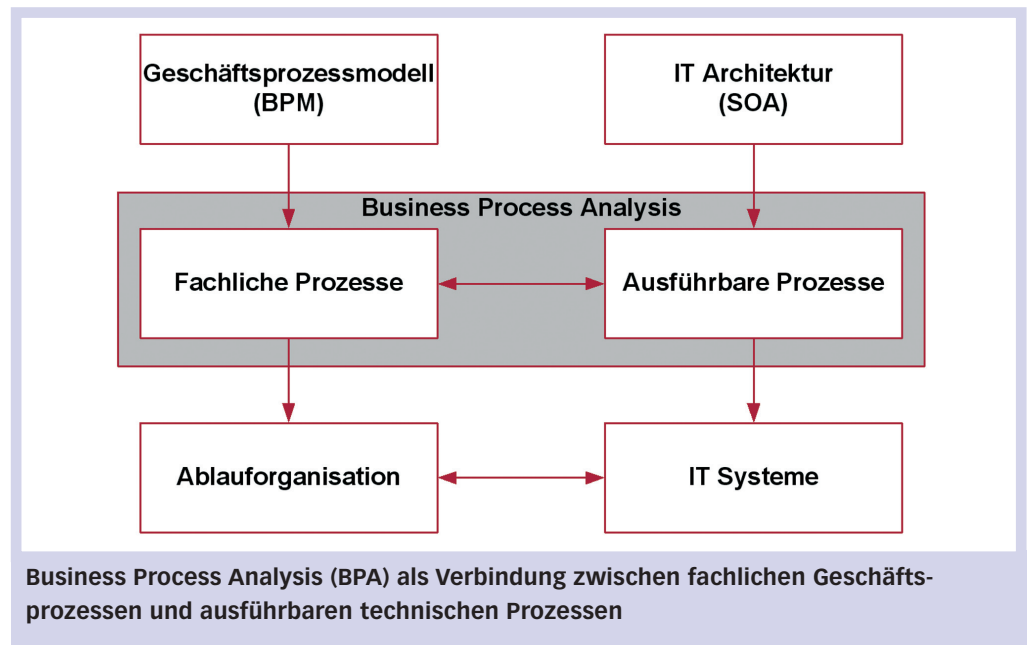 Geschäftsprozessmodell
(BPM)
IT Architektur
(SOA)
Business Process Analysis
Fachliche Prozesse
Ausführbare Prozesse
Ablauforganisation
IT Systeme
Business Process Analysis (BPA) als Verbindung zwischen fachlichen Geschäfts-
prozessen und ausführbaren technischen Prozessen